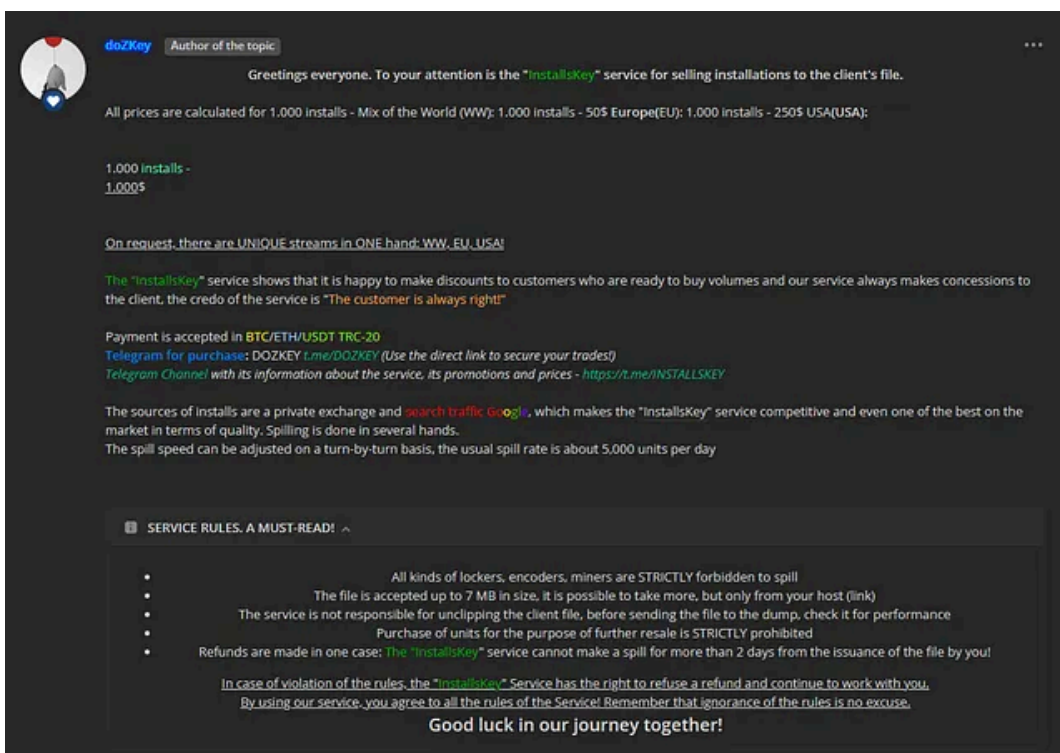 doZKey Author of the topic
Greetings everyone. To your attention is the "InstallsKey" service for selling installations to the client's file.
All prices are calculated for 1.000 installs - Mix of the World (WW): 1.000 installs - 50$ Europe(EU): 1.000 installs - 250$ USA(USA):
1.000 installs -
1.000$
On request, there are UNIQUE streams in ONE hand: WW, EU, USA!
The "InstallsKey" service shows that it is happy to make discounts to customers who are ready to buy volumes and our service always makes concessions to
the client, the credo of the service is "The customer is always right!"
Payment is accepted in BTC/ETH/USDT TRC-20
Telegram for purchase: DOZKEY t.me/DOZKEY (Use the direct link to secure your trades!)
Telegram Channel with its information about the service, its promotions and prices - https://t.me/INSTALLSKEY
The sources of installs are a private exchange and search traffic Google, which makes the "InstallsKey" service competitive and even one of the best on the
market in terms of quality. Spilling is done in several hands.
The spill speed can be adjusted on a turn-by-turn basis, the usual spill rate is about 5,000 units per day
SERVICE RULES. A MUST-READ!
• All kinds of lockers, encoders, miners are STRICTLY forbidden to spill
• The file is accepted up to 7 MB in size, it is possible to take more, but only from your host (link)
• The service is not responsible for unclipping the client file, before sending the file to the dump, check it for performance
• Purchase of units for the purpose of further resale is STRICTLY prohibited
• Refunds are made in one case: The "InstallsKey" service cannot make a spill for more than 2 days from the issuance of the file by you!
In case of violation of the rules, the "InstallsKey" Service has the right to refuse a refund and continue to work with you.
By using our service, you agree to all the rules of the Service! Remember that ignorance of the rules is no excuse.
Good luck in our journey together!